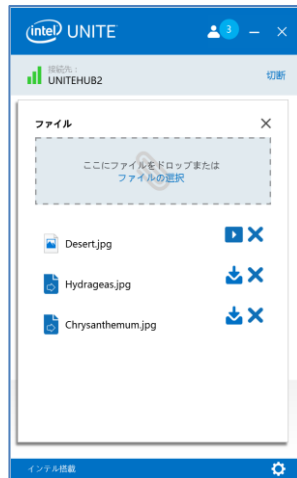 intel UNITE
3
接続先：
UNITEHUB2
切断
ファイル
ここにファイルをドロップまたは
ファイルの選択
Desert.jpg
Hydrageas.jpg
Chrysanthemum.jpg
インテル搭載